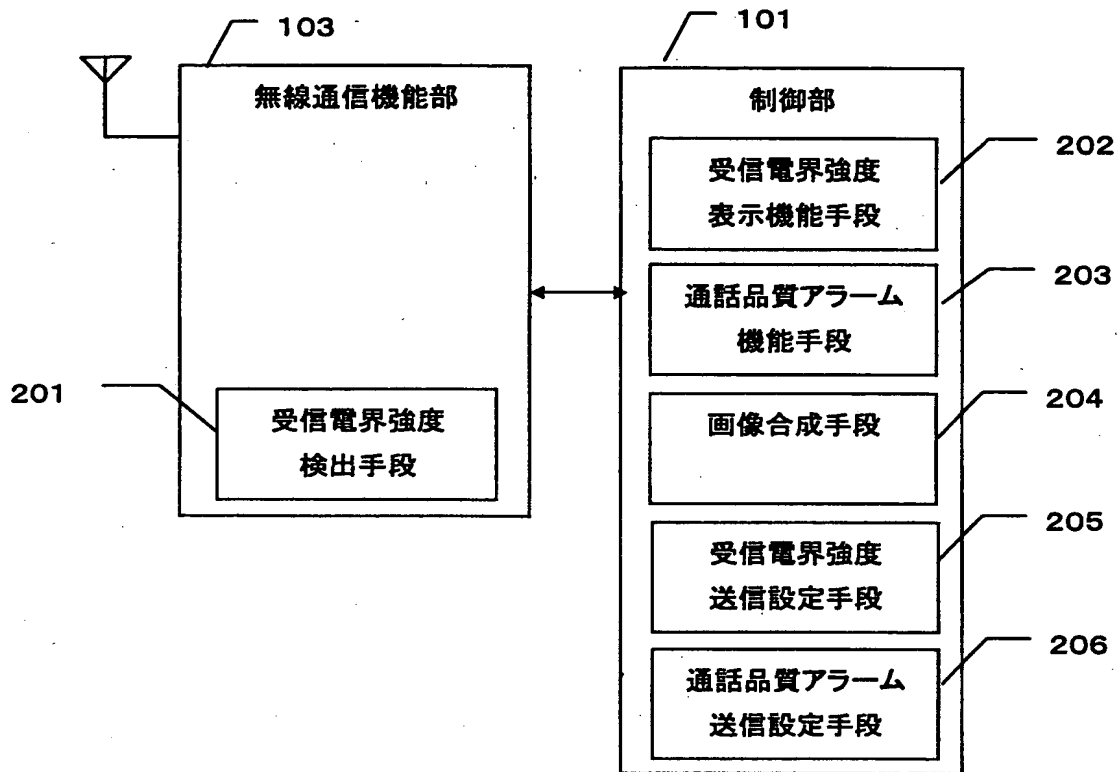 103
無線通信機能部
201
受信電界強度
検出手段
101
制御部
202
受信電界強度
表示機能手段
203
通話品質アラーム
機能手段
204
画像合成手段
205
受信電界強度
送信設定手段
206
通話品質アラーム
送信設定手段